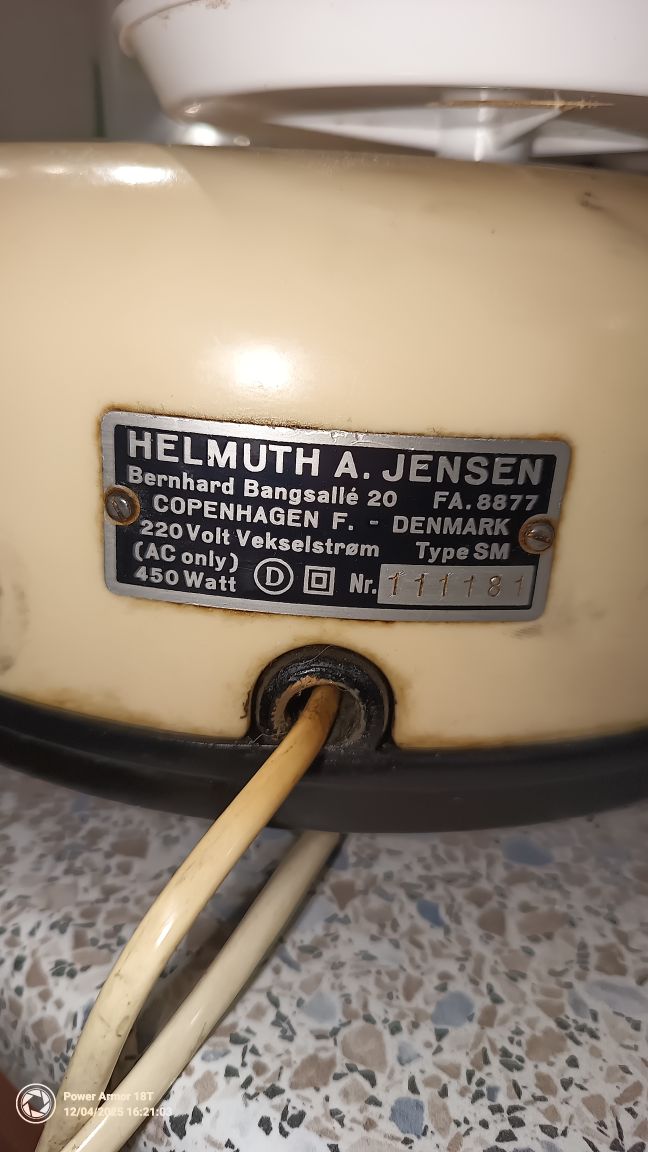 HELMUTH A. JENSEN
Bernhard Bangsallé 20 FA. 8877
COPENHAGEN F. - DENMARK
220 Volt Vekselstrøm Type SM
(AC only)
450 Watt D Nr. 111181
Power Armor 18T
12/04/2025 16:21:03